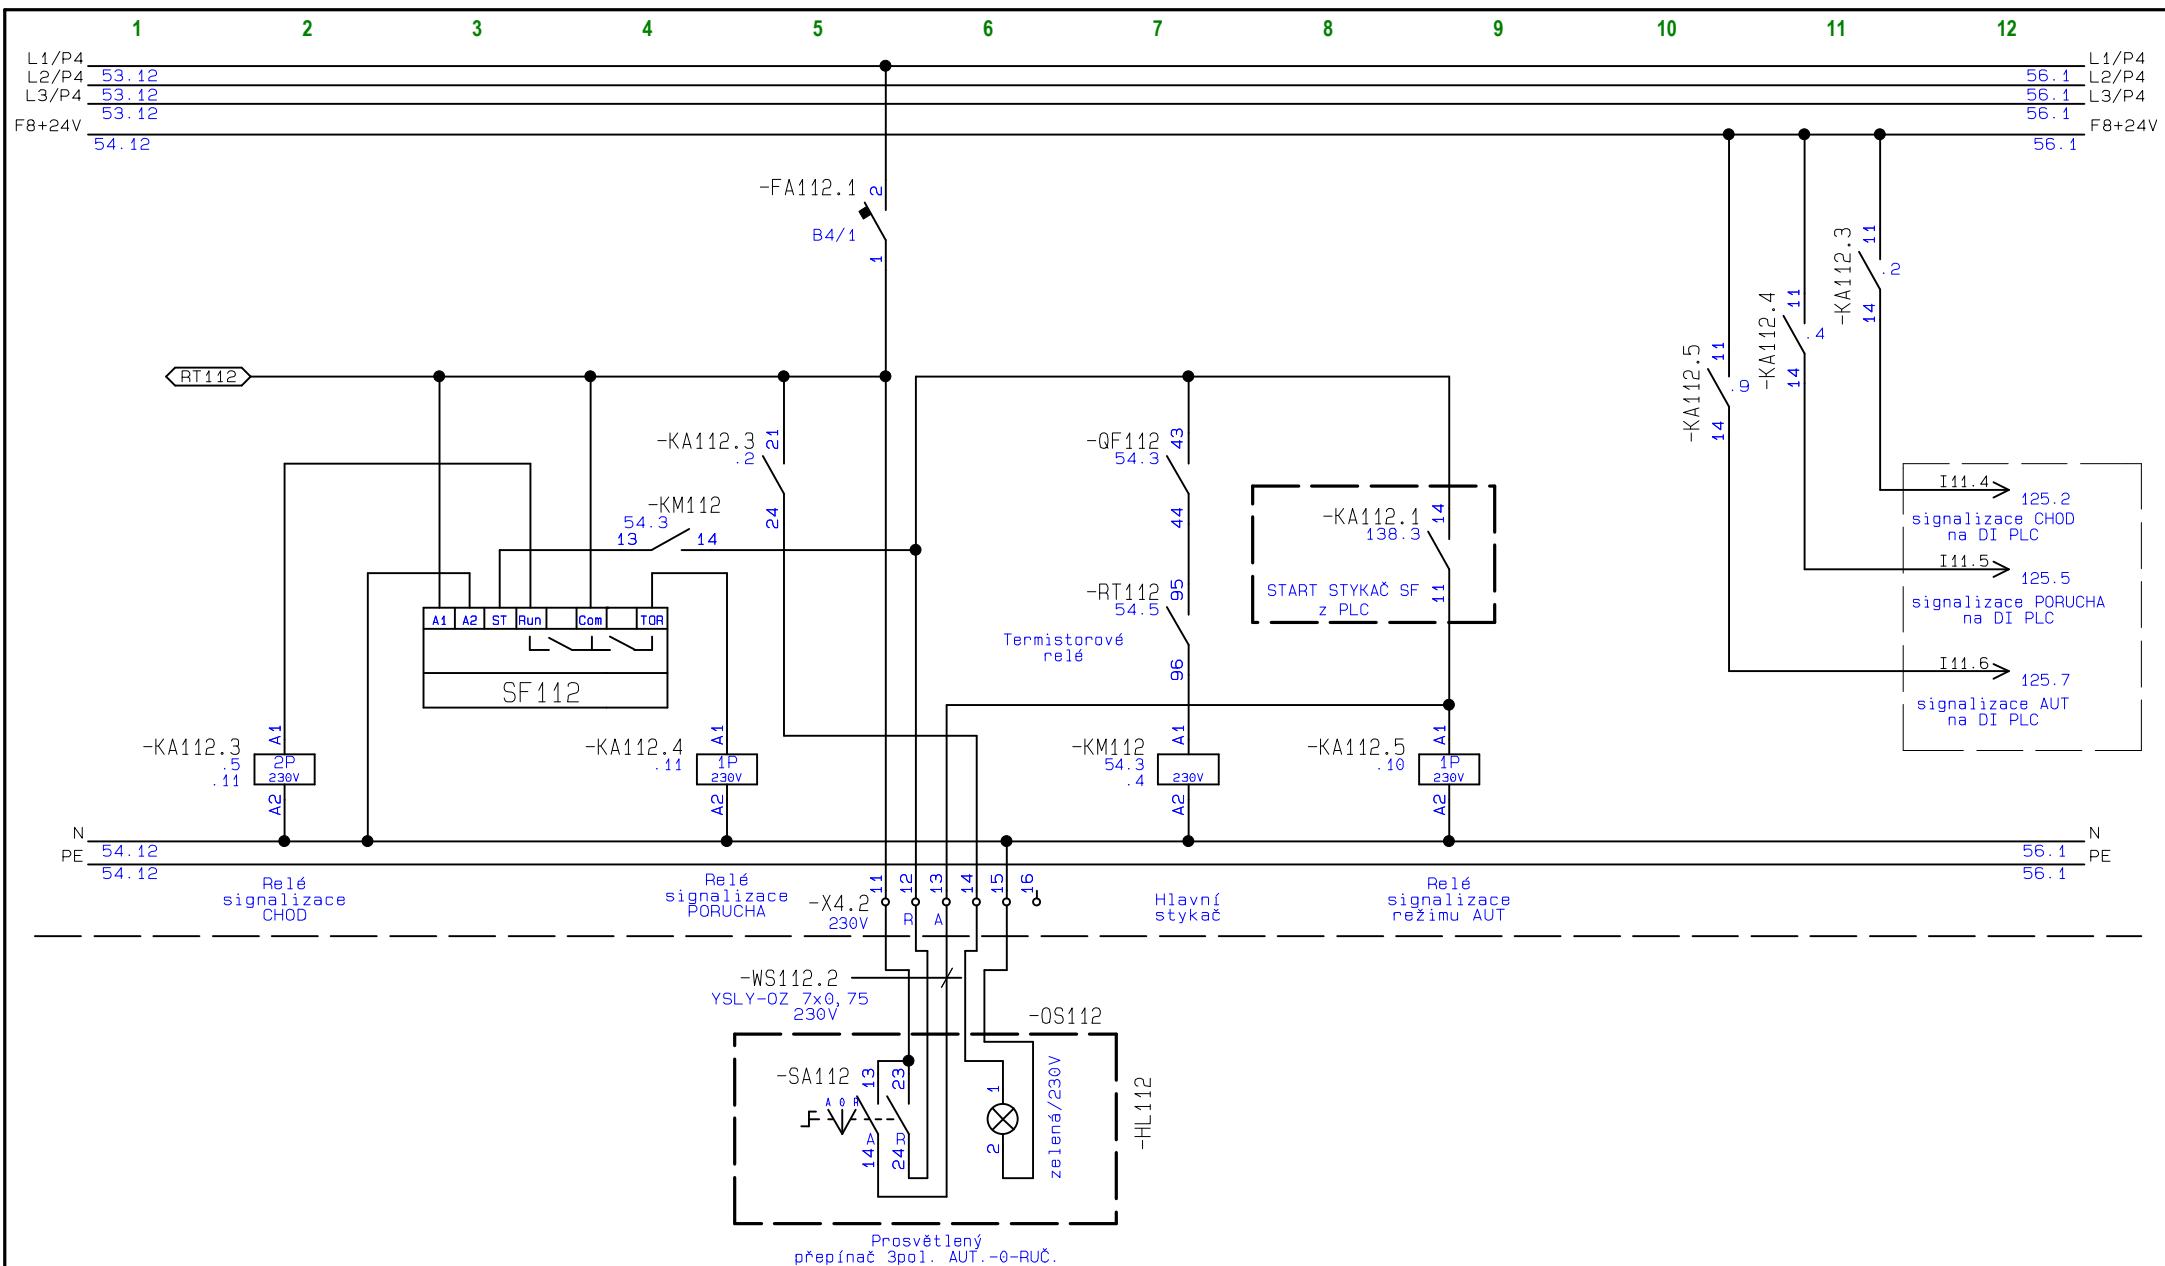 1 2 3 4 5 6 7 8 9 10 11 12
L1/P4 L1/P4
L2/P4 53.12 56.1 L2/P4
L3/P4 53.12 56.1 L3/P4
53.12 56.1
F8+24V F8+24V
54.12 56.1
-FA112.1 2
B4/1
1
-KA112.3 11
.2
14
-KA112.4 11
.4
14
-KA112.5 11
.9
14
RT112
-KA112.3 21
.2
24
-KM112
54.3
13 14
-QF112 43
54.3
44
-KA112.1 14
138.3
START STYKAČ SF 11
z PLC
-RT112 95
54.5
96
Termistorové
relé
I11.4 125.2
signalizace CHOD
na DI PLC
I11.5 125.5
signalizace PORUCHA
na DI PLC
I11.6 125.7
signalizace AUT
na DI PLC
A1 A2 ST Run Com TOR
SF112
-KA112.3 A1
.5 2P
.11 230V
A2
-KA112.4 A1
.11 1P
230V
A2
-KM112 A1
54.3
.4 230V
A2
-KA112.5 A1
.10 1P
230V
A2
N N
54.12 56.1
PE PE
54.12 56.1
Relé
signalizace
CHOD
Relé
signalizace
PORUCHA
-X4.2 11 12 13 14 15 16
230V R A
Hlavní
stykač
Relé
signalizace
režimu AUT
-WS112.2
YSLY-OZ 7x0,75
230V
-OS112
-SA112 13 23
A 0 R
A R
14 24
1
2
zelená/230V
-HL112
Prosvětlený
přepínač 3pol. AUT.-0-RUČ.